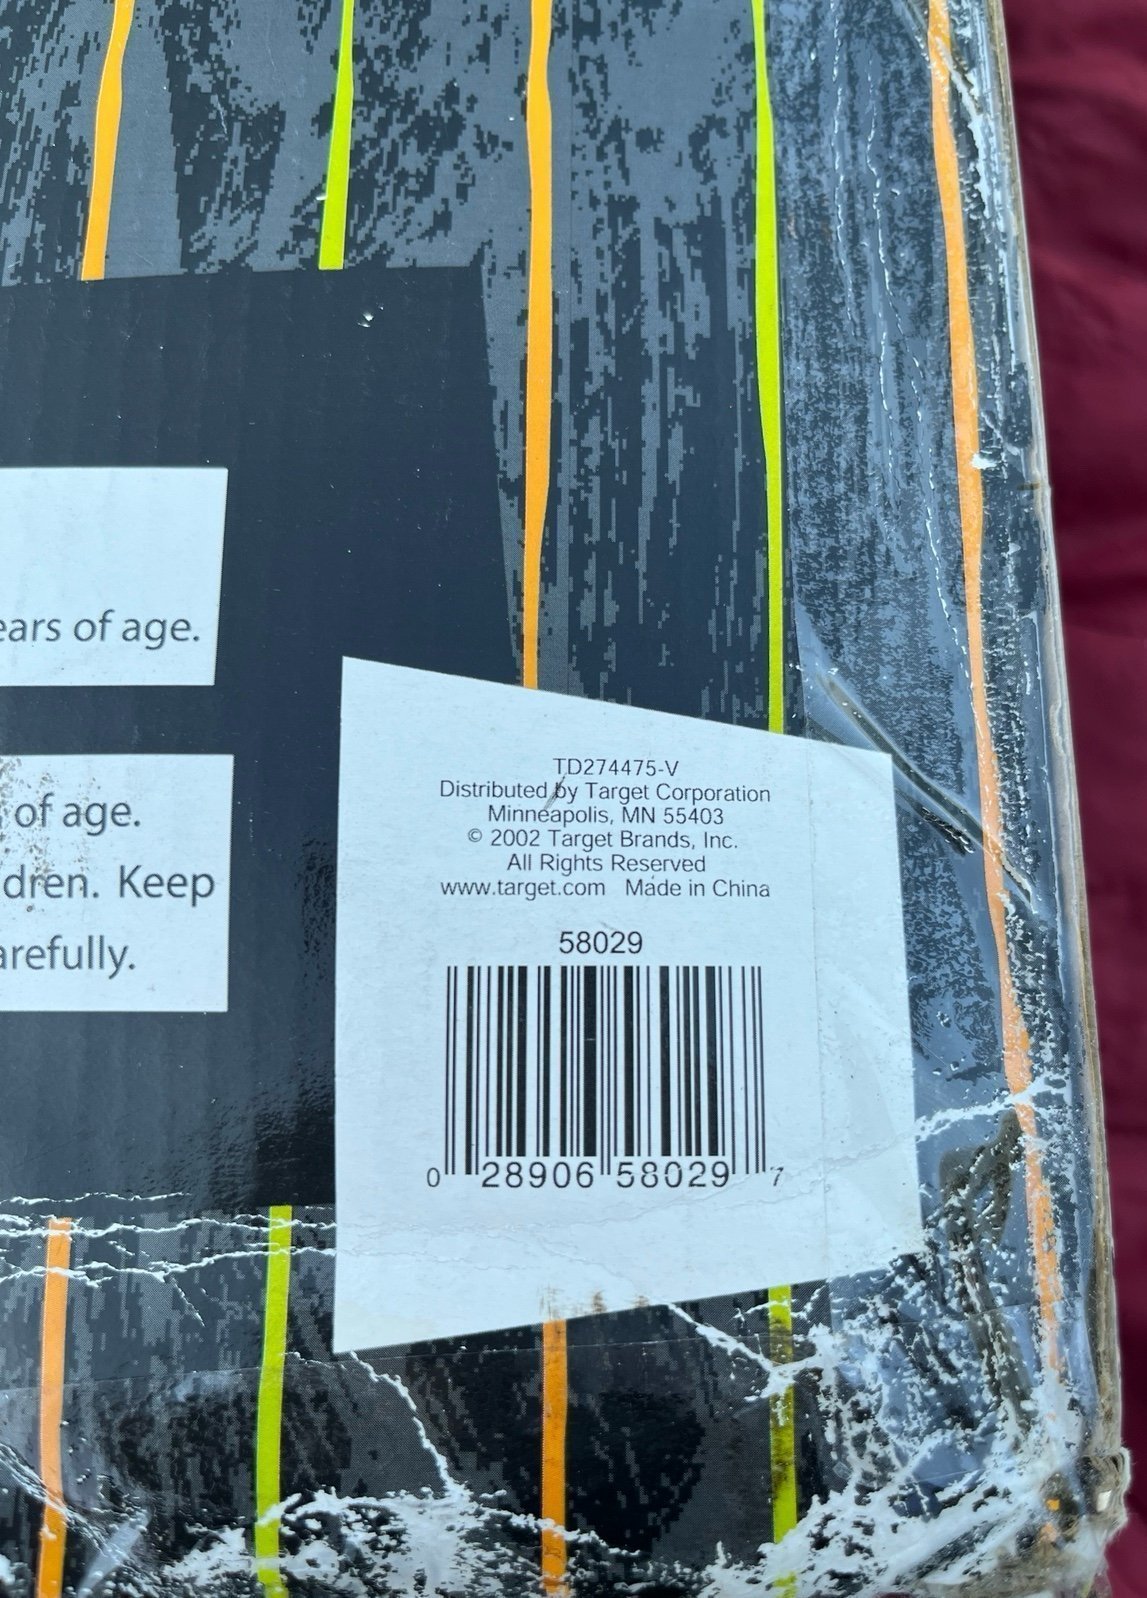 ears of age.
of age.
dren. Keep
arefully.
TD274475-V
Distributed by Target Corporation
Minneapolis, MN 55403
© 2002 Target Brands, Inc.
All Rights Reserved
www.target.com Made in China
58029
0 28906 58029 7